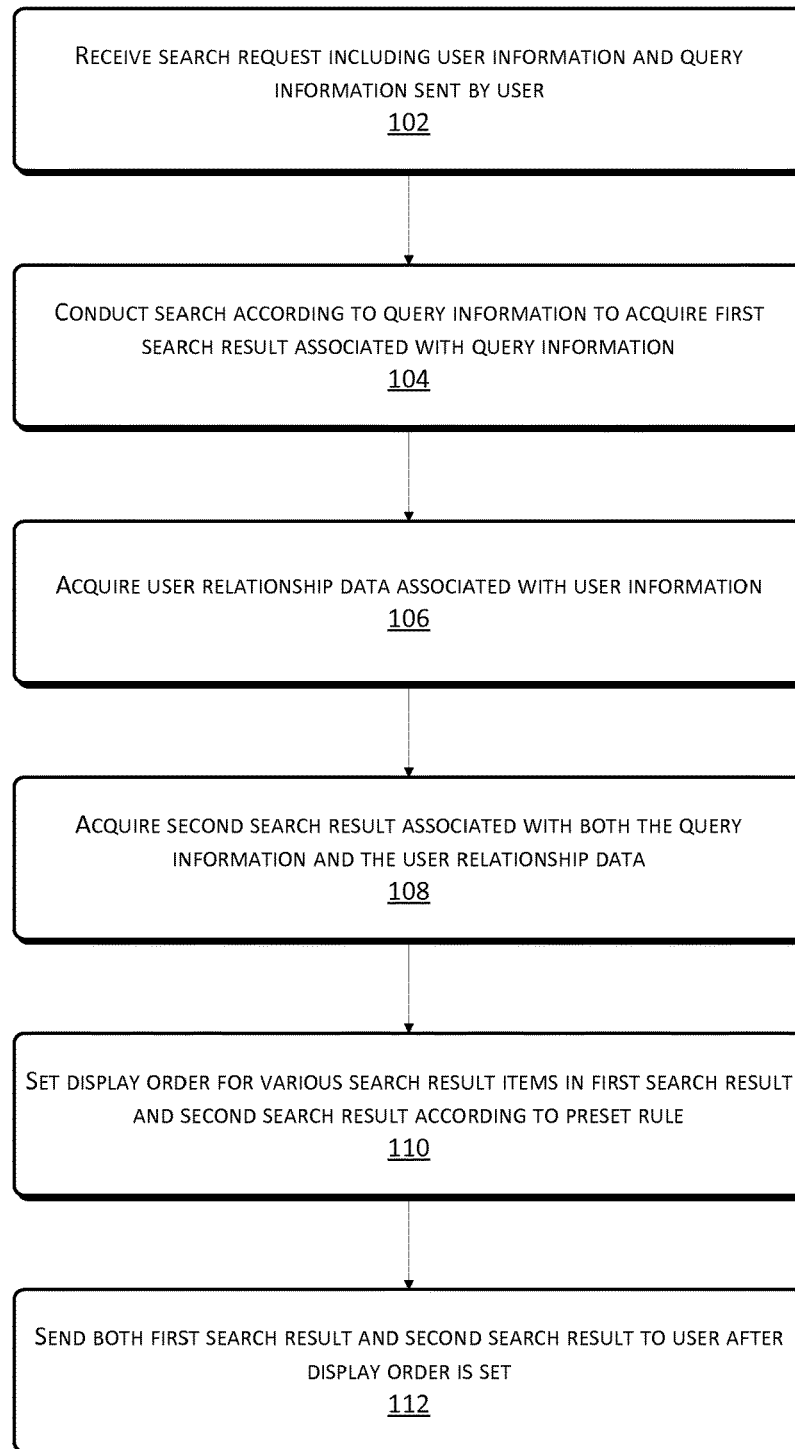 RECEIVE SEARCH REQUEST INCLUDING USER INFORMATION AND QUERY
INFORMATION SENT BY USER
102
CONDUCT SEARCH ACCORDING TO QUERY INFORMATION TO ACQUIRE FIRST
SEARCH RESULT ASSOCIATED WITH QUERY INFORMATION
104
ACQUIRE USER RELATIONSHIP DATA ASSOCIATED WITH USER INFORMATION
106
ACQUIRE SECOND SEARCH RESULT ASSOCIATED WITH BOTH THE QUERY
INFORMATION AND THE USER RELATIONSHIP DATA
108
SET DISPLAY ORDER FOR VARIOUS SEARCH RESULT ITEMS IN FIRST SEARCH RESULT
AND SECOND SEARCH RESULT ACCORDING TO PRESET RULE
110
SEND BOTH FIRST SEARCH RESULT AND SECOND SEARCH RESULT TO USER AFTER
DISPLAY ORDER IS SET
112